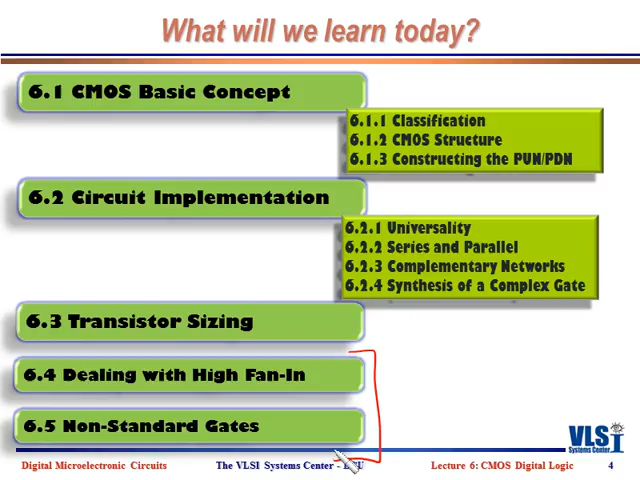 What will we learn today?
6.1 CMOS Basic Concept
6.1.1 Classification
6.1.2 CMOS Structure
6.1.3 Constructing the PUN/PDN
6.2 Circuit Implementation
6.2.1 Universality
6.2.2 Series and Parallel
6.2.3 Complementary Networks
6.2.4 Synthesis of a Complex Gate
6.3 Transistor Sizing
6.4 Dealing with High Fan-In
6.5 Non-Standard Gates
VLSI
Systems Center
Digital Microelectronic Circuits
The VLSI Systems Center -
Lecture 6: CMOS Digital Logic
4